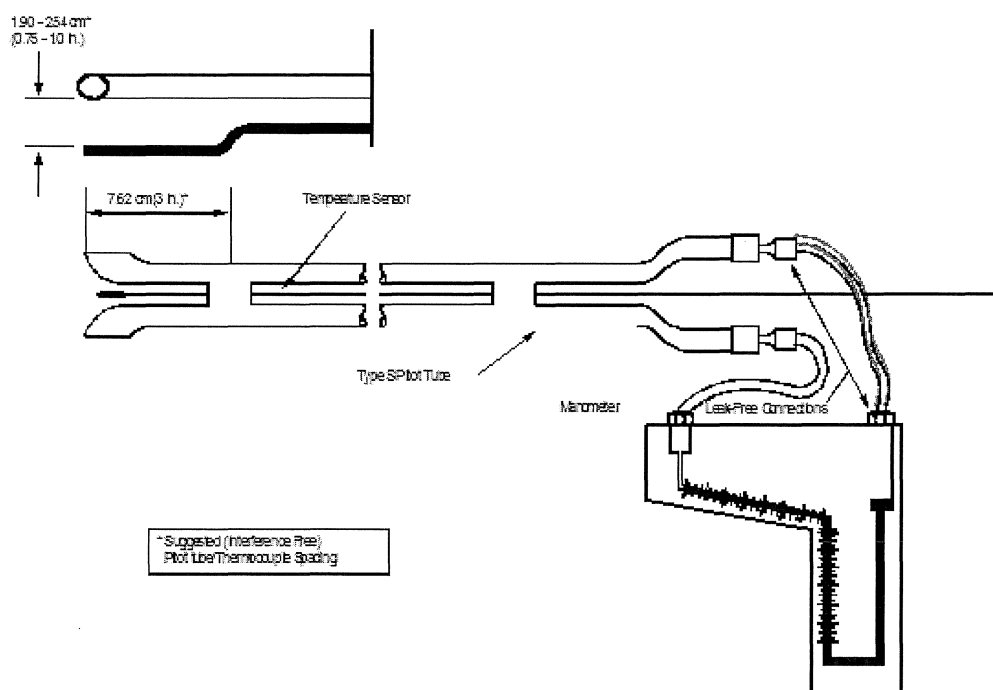 1.90 - 2.54 cm*
(0.75 - 1.0 in.)
7.62 cm (3 in.)*
Temperature Sensor
Type S Pitot Tube
Manometer
Leak-Free Connections
* Suggested (Interference Free)
Pitot tube/Thermocouple Spacing